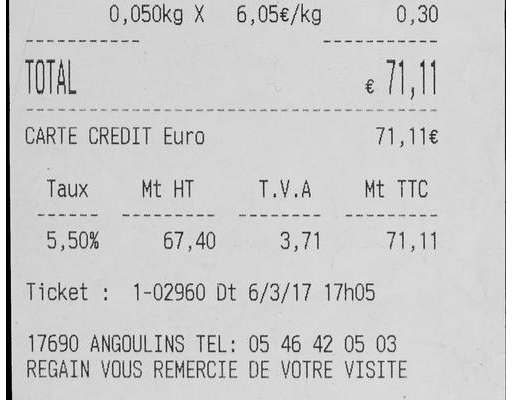 0,050kg X 6,05€/kg 0,30
TOTAL € 71,11
CARTE CREDIT Euro 71,11€
Taux Mt HT T.V.A Mt TTC
5,50% 67,40 3,71 71,11
Ticket : 1-02960 Dt 6/3/17 17h05
17690 ANGOULINS TEL: 05 46 42 05 03
REGAIN VOUS REMERCIE DE VOTRE VISITE